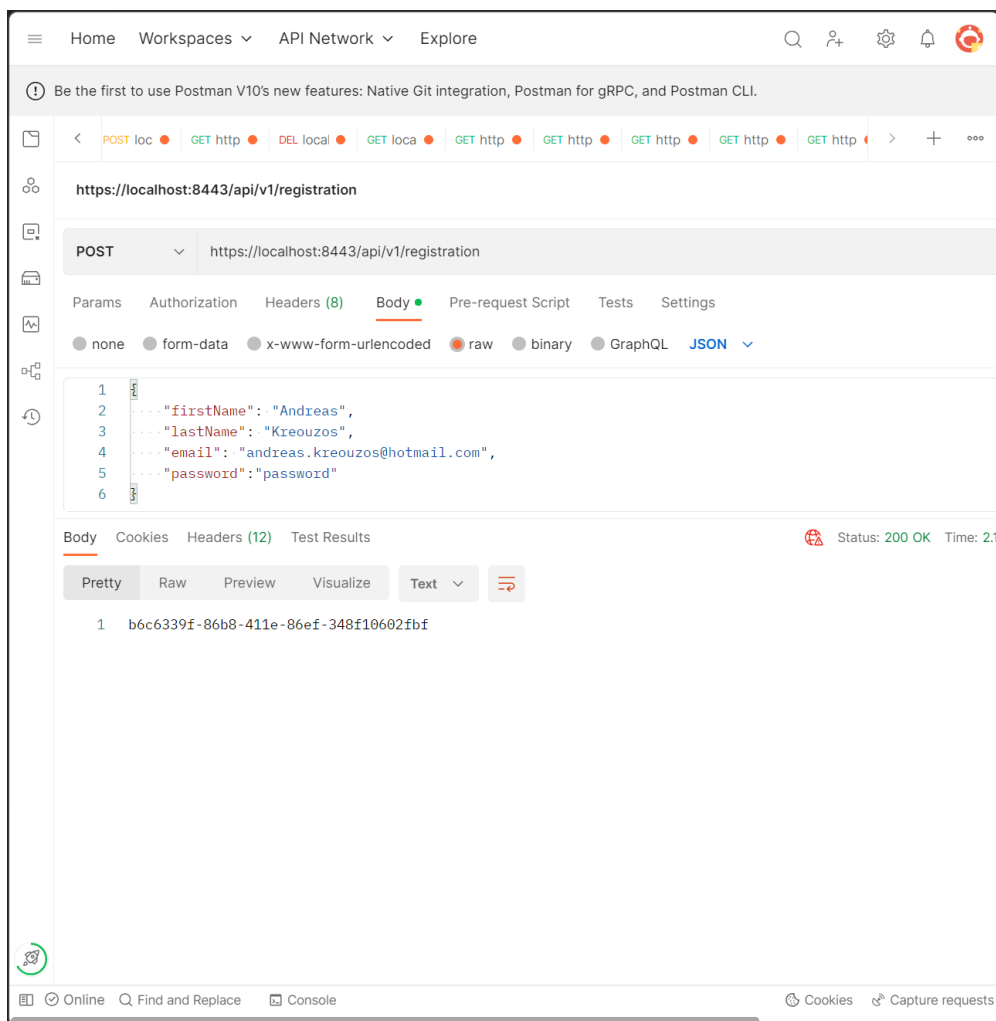 Home Workspaces API Network Explore
Be the first to use Postman V10's new features: Native Git integration, Postman for gRPC, and Postman CLI.
POST loc GET http DEL local GET loca GET http GET http GET http GET http GET http
https://localhost:8443/api/v1/registration
POST https://localhost:8443/api/v1/registration
Params Authorization Headers (8) Body Pre-request Script Tests Settings
none form-data x-www-form-urlencoded raw binary GraphQL JSON
1 {
2 "firstName": "Andreas",
3 "lastName": "Kreouzos",
4 "email": "andreas.kreouzos@hotmail.com",
5 "password":"password"
6 }
Body Cookies Headers (12) Test Results Status: 200 OK Time: 2.1
Pretty Raw Preview Visualize Text
1 b6c6339f-86b8-411e-86ef-348f10602fbf
Online Find and Replace Console Cookies Capture requests